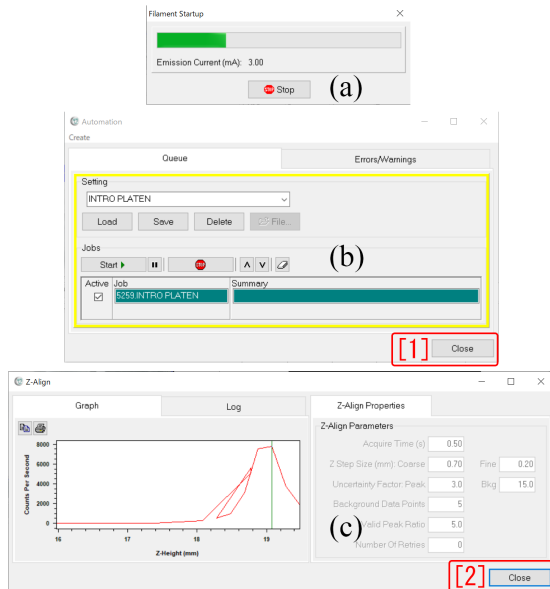 Filament Startup
Emission Current (mA): 3.00
Stop
(a)
Automation
Create
Queue
Errors/Warnings
Setting
INTRO PLATEN
Load Save Delete File...
Jobs
Start
STOP
(b)
Active Job Summary
5259.INTRO PLATEN
[1] Close
Z-Align
Graph
Log
Z-Align Properties
Z-Align Parameters
Acquire Time (s) 0.50
Z Step Size (mm): Coarse 0.70 Fine 0.20
Uncertainty Factor: Peak 3.0 Bkg 15.0
Background Data Points 5
Valid Peak Ratio 5.0
Number Of Retries 0
(c)
Counts Per Second
8000
6000
4000
2000
0
16 17 18 19
Z-Height (mm)
[2] Close